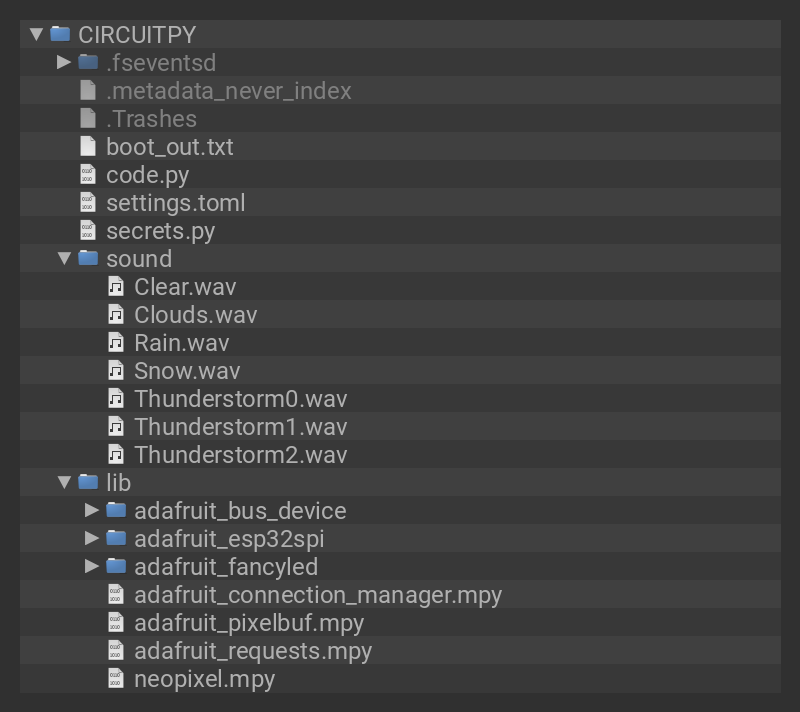 CIRCUITPY
.fseventsd
.metadata_never_index
.Trashes
boot_out.txt
code.py
settings.toml
secrets.py
sound
Clear.wav
Clouds.wav
Rain.wav
Snow.wav
Thunderstorm0.wav
Thunderstorm1.wav
Thunderstorm2.wav
lib
adafruit_bus_device
adafruit_esp32spi
adafruit_fancyled
adafruit_connection_manager.mpy
adafruit_pixelbuf.mpy
adafruit_requests.mpy
neopixel.mpy